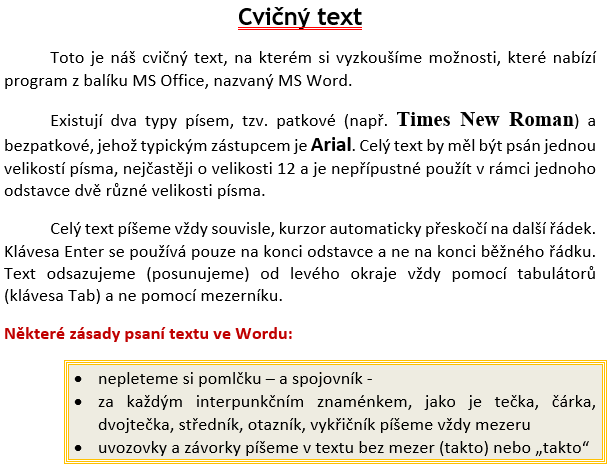 Cvičný text
Toto je náš cvičný text, na kterém si vyzkoušíme možnosti, které nabízí
program z balíku MS Office, nazvaný MS Word.
Existují dva typy písem, tzv. patkové (např. Times New Roman) a
bezpatkové, jehož typickým zástupcem je Arial. Celý text by měl být psán jednou
velikostí písma, nejčastěji o velikosti 12 a je nepřípustné použít v rámci jednoho
odstavce dvě různé velikosti písma.
Celý text píšeme vždy souvisle, kurzor automaticky přeskočí na další řádek.
Klávesa Enter se používá pouze na konci odstavce a ne na konci běžného řádku.
Text odsazujeme (posunujeme) od levého okraje vždy pomocí tabulátorů
(klávesa Tab) a ne pomocí mezerníku.
Některé zásady psaní textu ve Wordu:
• nepleteme si pomlčku – a spojovník -
• za každým interpunkčním znaménkem, jako je tečka, čárka,
dvojtečka, středník, otazník, vykřičník píšeme vždy mezeru
• uvozovky a závorky píšeme v textu bez mezer (takto) nebo „takto“